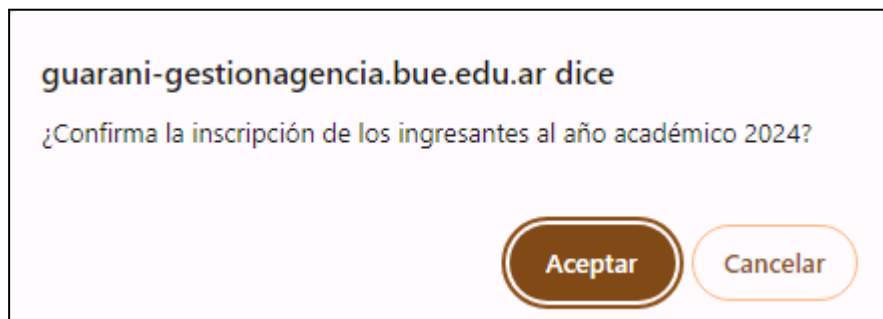 guarani-gestionagencia.bue.edu.ar dice
¿Confirma la inscripción de los ingresantes al año académico 2024?
Aceptar
Cancelar